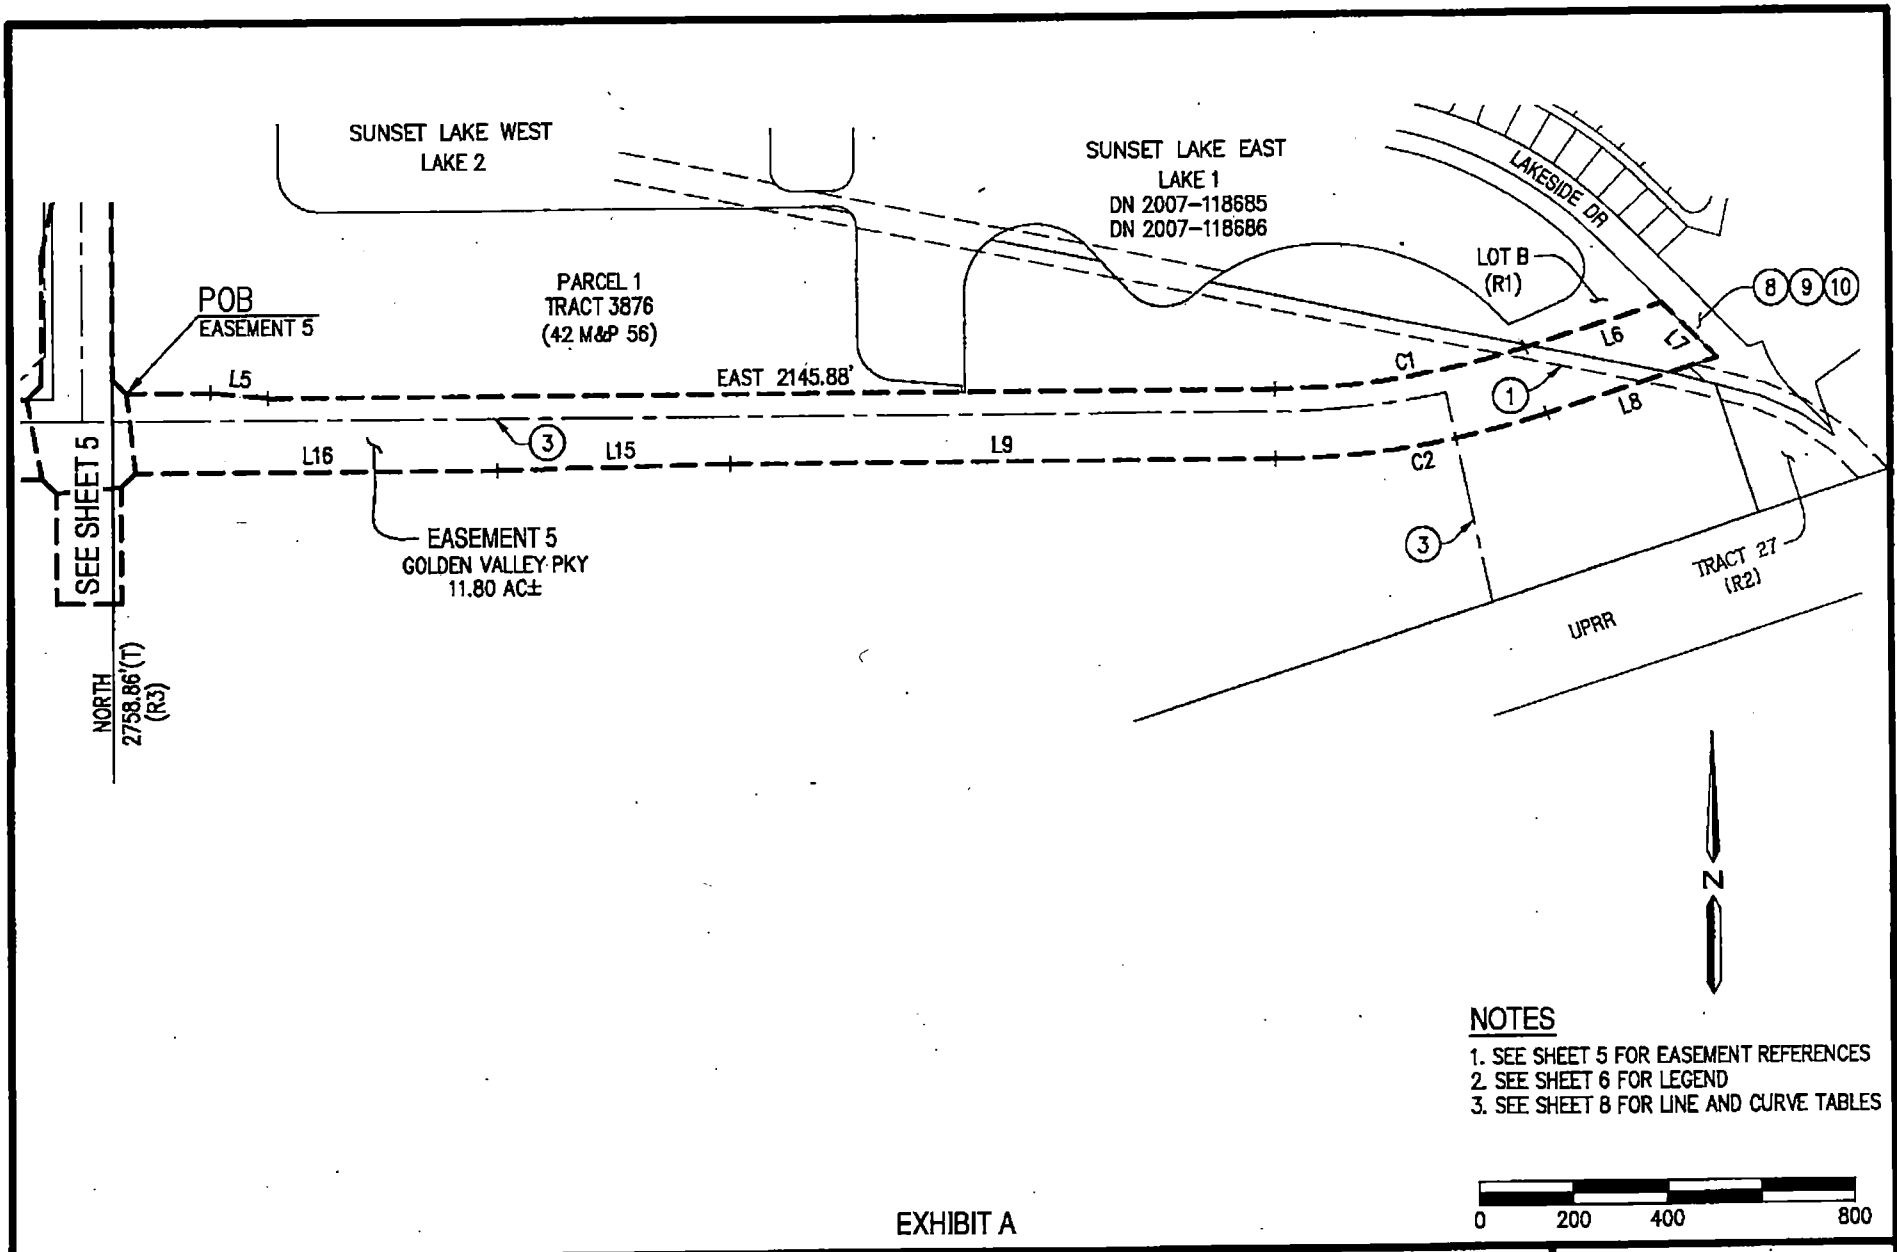 SUNSET LAKE WEST
LAKE 2
SUNSET LAKE EAST
LAKE 1
DN 2007-118685
DN 2007-118686
LAKESIDE DR
LOT B
(R1)
8 9 10
POB
EASEMENT 5
PARCEL 1
TRACT 3876
(42 M&P 56)
L5
EAST 2145.88'
C1
L6
L7
1
L8
3
L16
L15
L9
C2
SEE SHEET 5
EASEMENT 5
GOLDEN VALLEY PKY
11.80 AC±
3
TRACT 27
(R2)
UPRR
NORTH
2758.86'(T)
(R3)
N
NOTES
1. SEE SHEET 5 FOR EASEMENT REFERENCES
2. SEE SHEET 6 FOR LEGEND
3. SEE SHEET 8 FOR LINE AND CURVE TABLES
0 200 400 800
EXHIBIT A